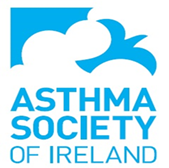 ASTHMA
SOCIETY
OF IRELAND